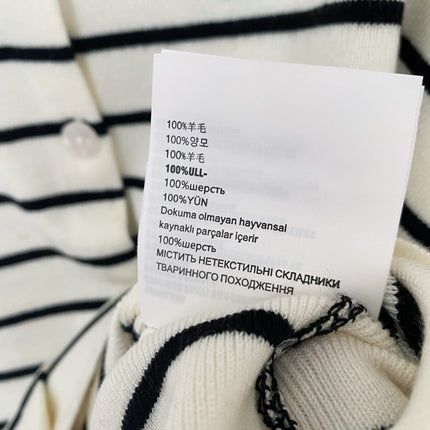 100%羊毛
100%양모
100%羊毛
100%ULL-
100%шерсть
100%YÜN
Dokuma olmayan hayvansal
kaynaklı parçalar içerir
100%шерсть
МІСТИТЬ НЕТЕКСТИЛЬНІ СКЛАДНИКИ
ТВАРИННОГО ПОХОДЖЕННЯ